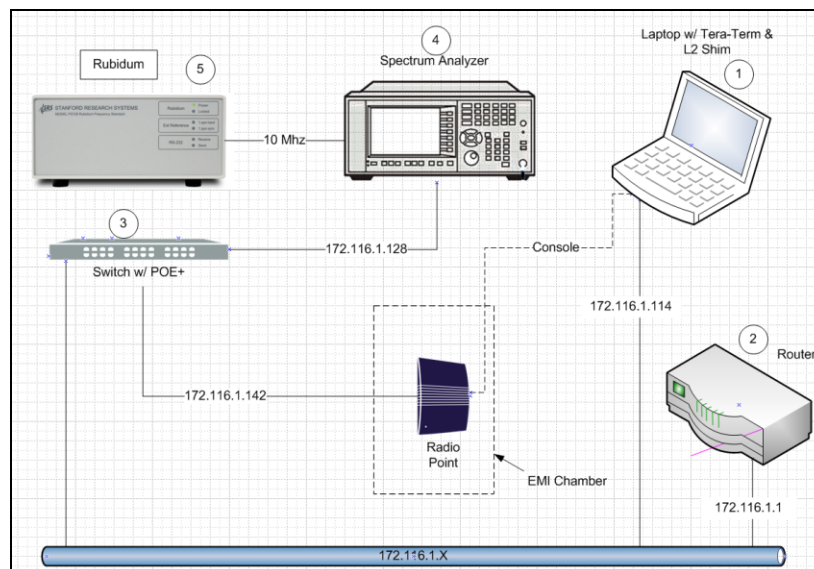 Rubidum
5
4
Spectrum Analyzer
Laptop w/ Tera-Term &
L2 Shim
1
SRS STANFORD RESEARCH SYSTEMS
10 Mhz
3
Switch w/ POE+
172.116.1.128
Console
172.116.1.114
2
Router
172.116.1.142
Radio
Point
EMI Chamber
172.116.1.1
172.116.1.X